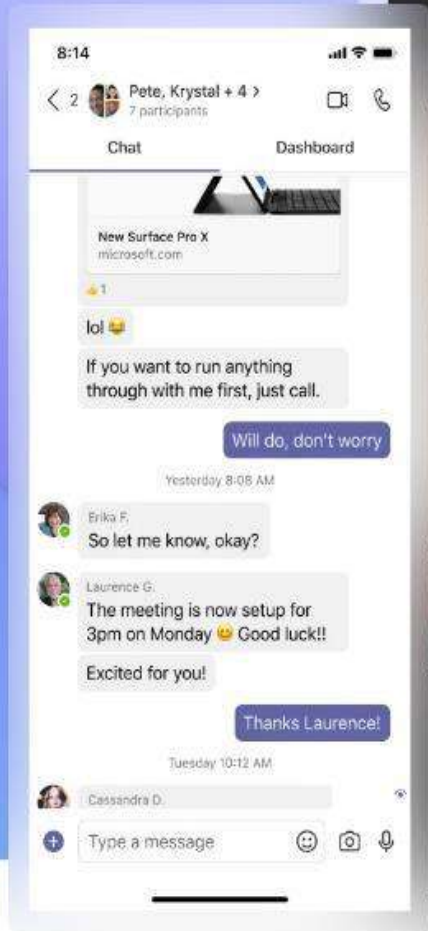 8:14
2
Pete, Krystal + 4 >
7 participants
Chat
Dashboard
New Surface Pro X
microsoft.com
👍1
lol 😂
If you want to run anything
through with me first, just call.
Will do, don't worry
Yesterday 8:08 AM
Erika F.
So let me know, okay?
Laurence G.
The meeting is now setup for
3pm on Monday 😊 Good luck!!
Excited for you!
Thanks Laurence!
Tuesday 10:12 AM
Cassandra D.
Type a message